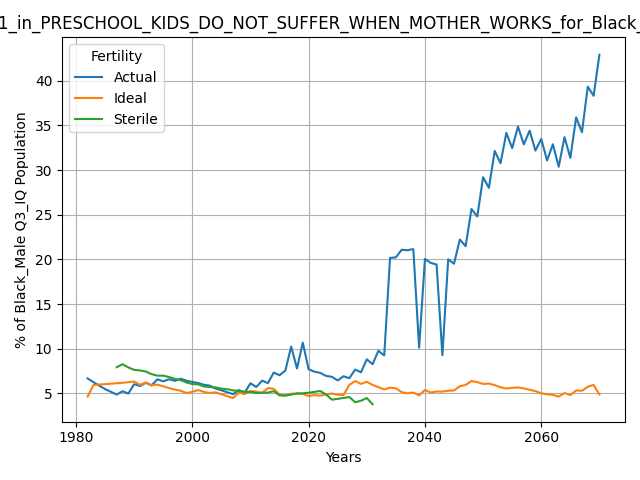 1_in_PRESCHOOL_KIDS_DO_NOT_SUFFER_WHEN_MOTHER_WORKS_for_Black_
Fertility
Actual
Ideal
Sterile
40
35
30
25
20
15
10
5
% of Black_Male Q3_IQ Population
1980 2000 2020 2040 2060
Years